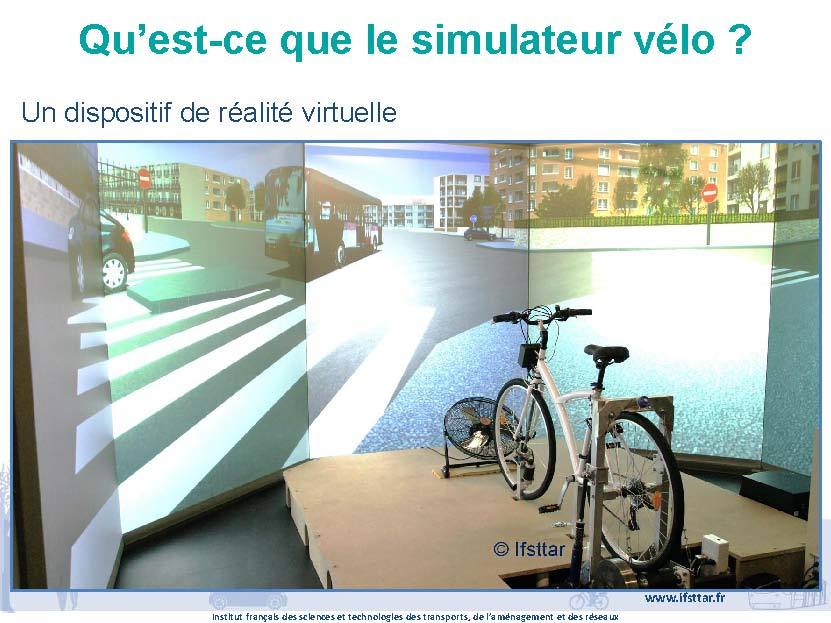 Qu’est-ce que le simulateur vélo ?
Un dispositif de réalité virtuelle
© Ifsttar
www.ifsttar.fr
Institut français des sciences et technologies des transports, de l’aménagement et des réseaux